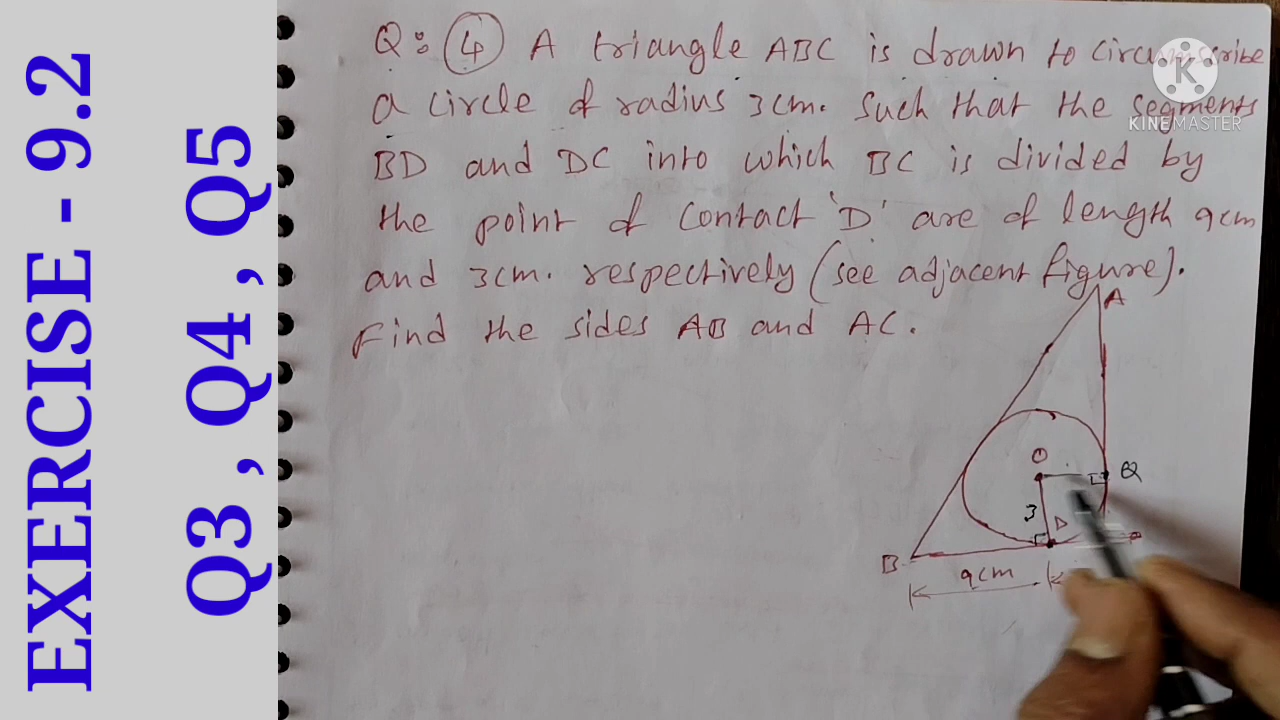 EXERCISE - 9.2
Q3 , Q4 , Q5
Q: 4 A triangle ABC is drawn to circumscribe
a circle of radius 3cm. Such that the segments
BD and DC into which BC is divided by
the point of contact 'D' are of length 9cm
and 3cm. respectively (see adjacent figure).
Find the sides AB and AC.
K
KINEMASTER
A
O
Q
3
D
B
9cm